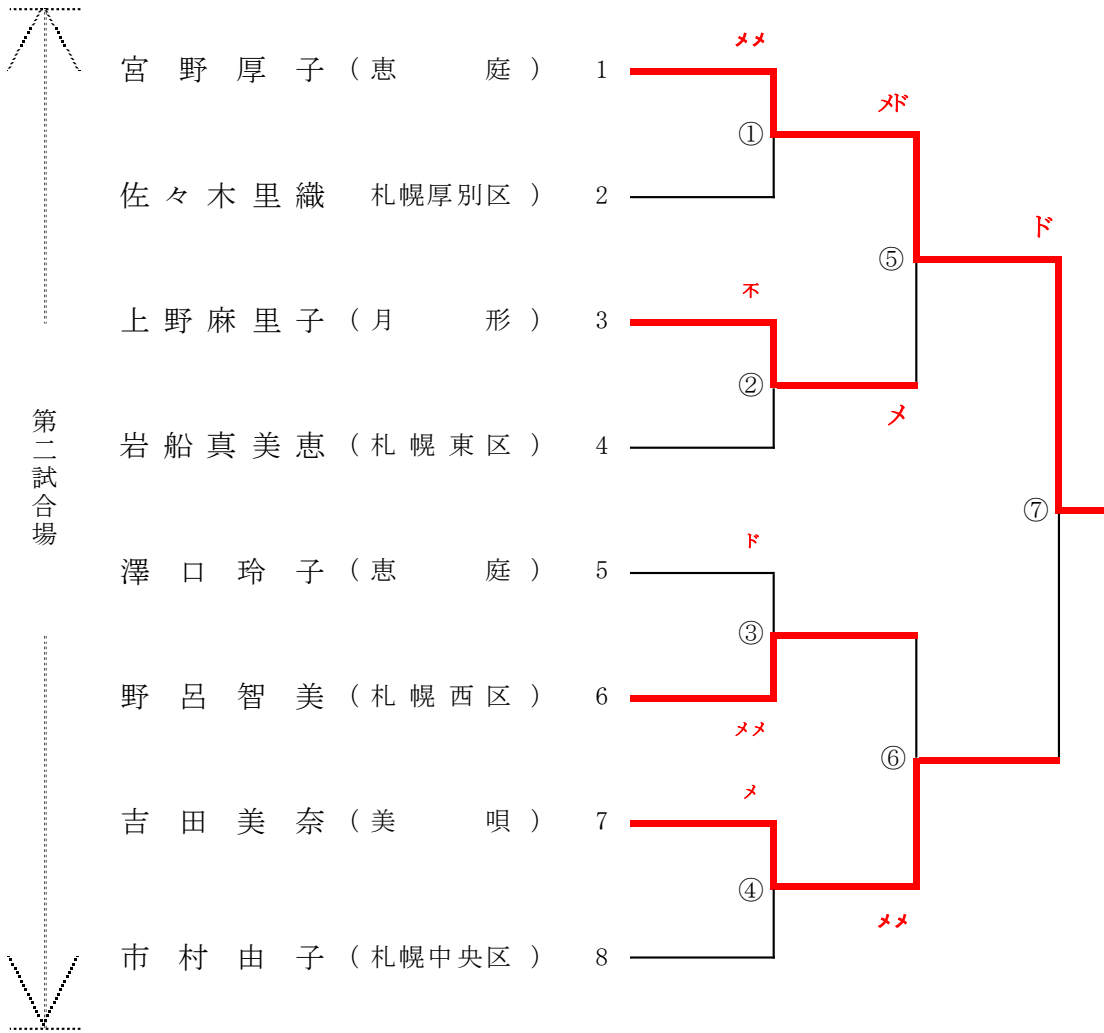 メメ
宮野厚子(恵庭) 1
メド
①
佐々木里織 札幌厚別区) 2
ド
⑤
不
上野麻里子(月形) 3
②
メ
岩船真美恵(札幌東区) 4
第二試合場
⑦
ド
澤口玲子(恵庭) 5
③
野呂智美(札幌西区) 6
メメ
⑥
メ
吉田美奈(美唄) 7
④
メメ
市村由子(札幌中央区) 8